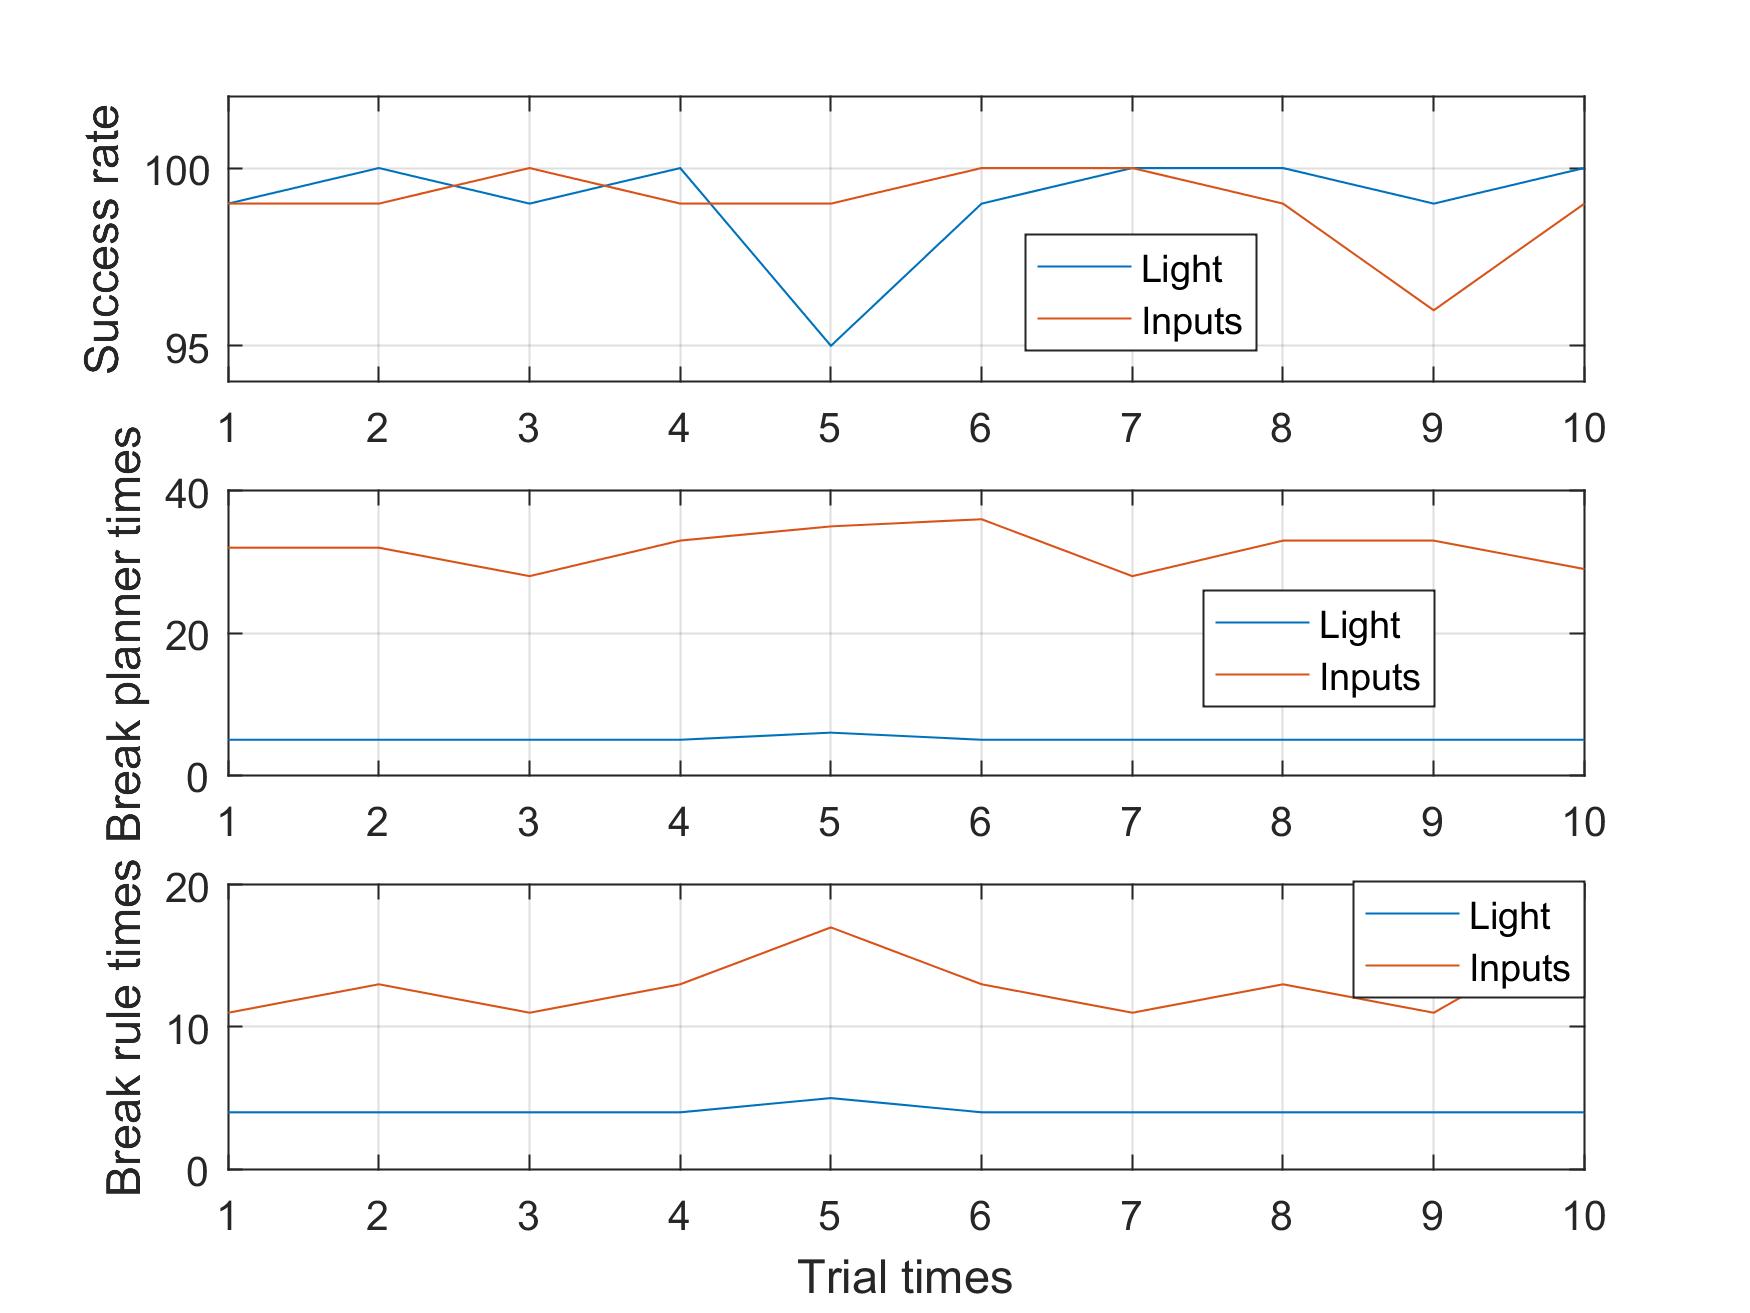 Success rate
100
95
Light
Inputs
1 2 3 4 5 6 7 8 9 10
Break planner times
40
20
0
Light
Inputs
1 2 3 4 5 6 7 8 9 10
Break rule times
20
10
0
Light
Inputs
1 2 3 4 5 6 7 8 9 10
Trial times